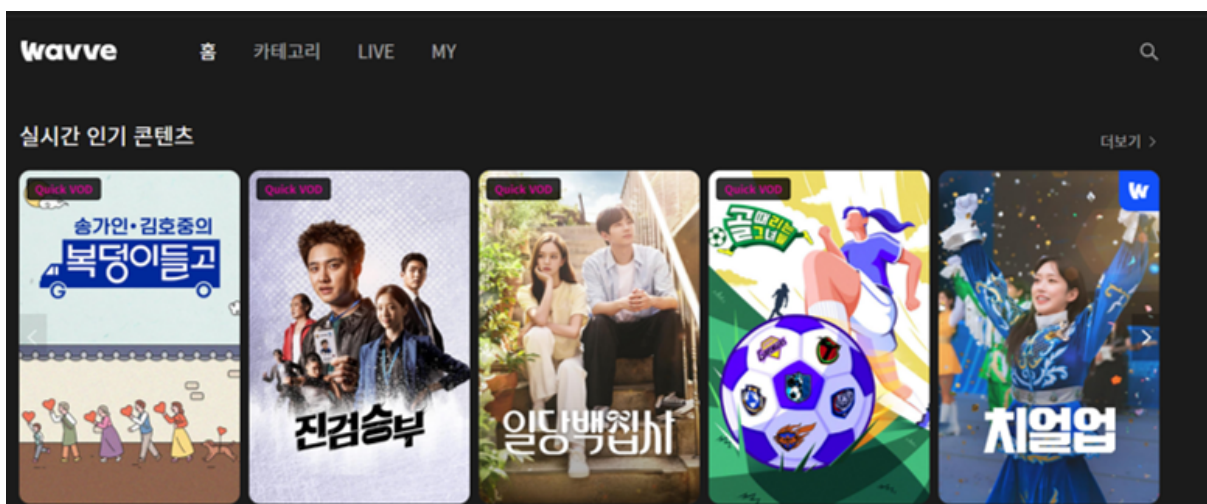 wavve 홈 카테고리 LIVE MY
실시간 인기 콘텐츠 더보기 >
Quick VOD
송가인•김호중의
복덩이들고
Quick VOD
진검승부
Quick VOD
일당백집사
Quick VOD
골때리는
그녀들
W
치얼업